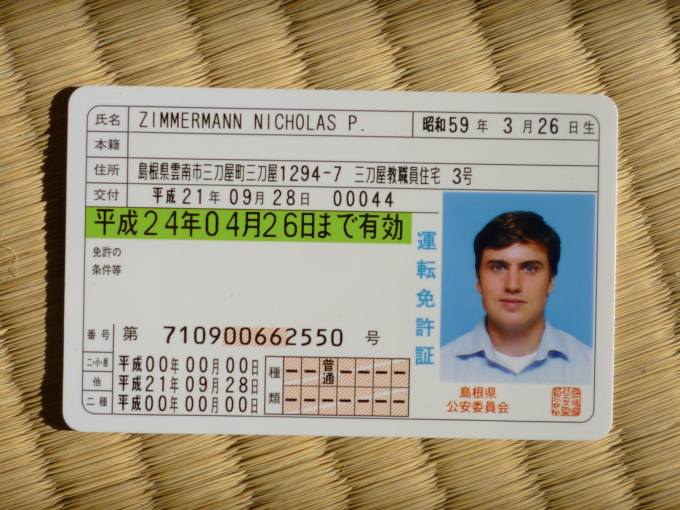 氏名 ZIMMERMANN NICHOLAS P. 昭和59年 3月26日生
本籍
住所 島根県雲南市三刀屋町三刀屋1294-7 三刀屋教職員住宅 3号
交付 平成21年09月28日 00044
平成24年04月26日まで有効
免許の
条件等
運転免許証
番号 第 710900662550 号
二・小・原 平成00年00月00日
他 平成21年09月28日
二種 平成00年00月00日
種類 普通
島根県
公安委員会